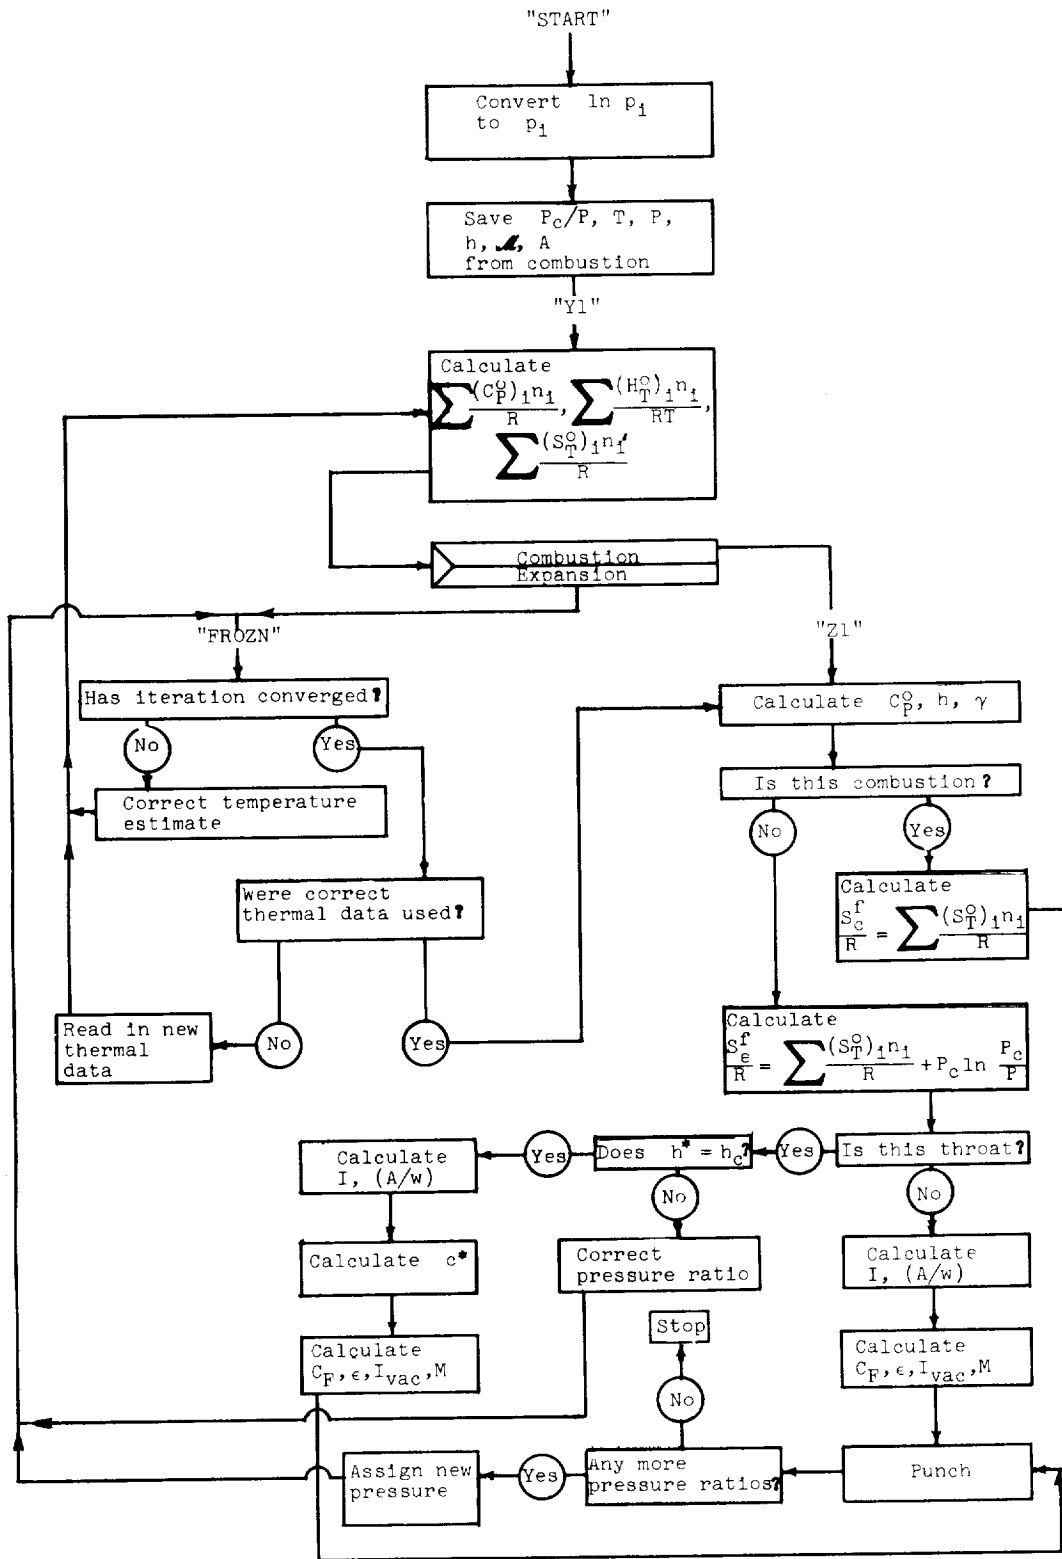 "START"
Convert ln p_i
to p_i
Save P_c/P, T, P,
h, ℳ, A
from combustion
"Y1"
Calculate
∑ (C_P^o)_i n_i / R, ∑ (H_T^o)_i n_i / RT,
∑ (S_T^o)_i n_i / R
Combustion
Expansion
"FROZN"
"Z1"
Has iteration converged?
No
Yes
Correct temperature
estimate
Were correct
thermal data used?
No
Yes
Read in new
thermal
data
Calculate C_P^o, h, γ
Is this combustion?
No
Yes
Calculate
S_c^f / R = ∑ (S_T^o)_i n_i / R
Calculate
S_e^f / R = ∑ (S_T^o)_i n_i / R + P_c ln P_c / P
Is this throat?
Yes
No
Does h* = h_c?
Yes
No
Calculate
I, (A/w)
Calculate c*
Calculate
C_F, ϵ, I_vac, M
Correct
pressure ratio
Calculate
I, (A/w)
Calculate
C_F, ϵ, I_vac, M
Punch
Any more
pressure ratios?
No
Stop
Yes
Assign new
pressure